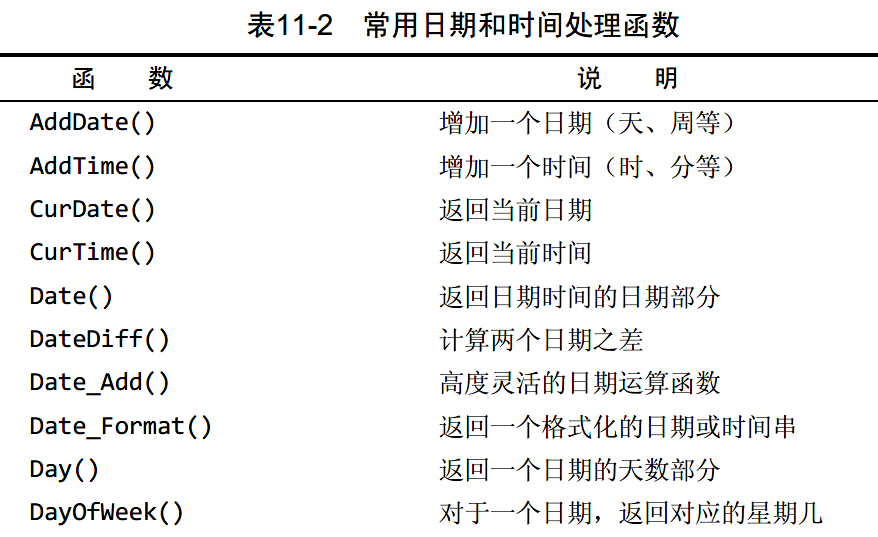 表11-2 常用日期和时间处理函数
函 数 说 明
AddDate() 增加一个日期（天、周等）
AddTime() 增加一个时间（时、分等）
CurDate() 返回当前日期
CurTime() 返回当前时间
Date() 返回日期时间的日期部分
DateDiff() 计算两个日期之差
Date_Add() 高度灵活的日期运算函数
Date_Format() 返回一个格式化的日期或时间串
Day() 返回一个日期的天数部分
DayOfWeek() 对于一个日期，返回对应的星期几